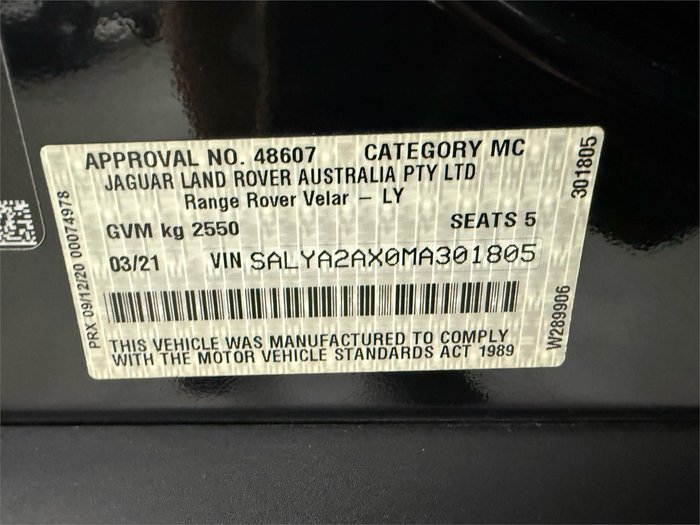 APPROVAL NO. 48607 CATEGORY MC
JAGUAR LAND ROVER AUSTRALIA PTY LTD
Range Rover Velar – LY
GVM kg 2550 SEATS 5
03/21 VIN SALYA2AX0MA301805
THIS VEHICLE WAS MANUFACTURED TO COMPLY
WITH THE MOTOR VEHICLE STANDARDS ACT 1989
PRX 09/12/20 00074978
301805
W289906